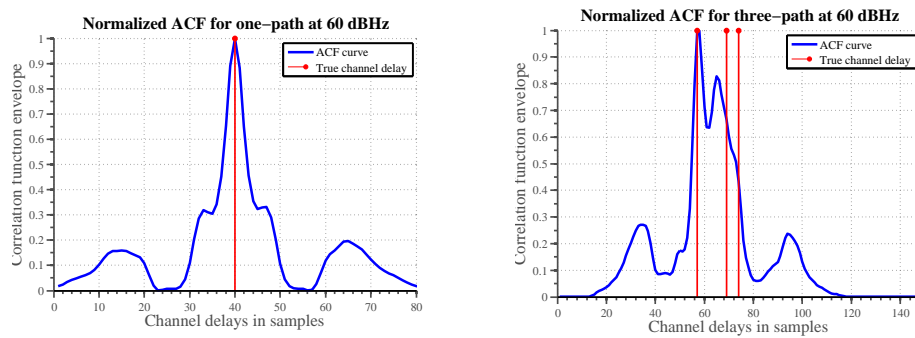 Normalized ACF for one-path at 60 dBHz
ACF curve
True channel delay
Correlation function envelope
1
0.9
0.8
0.7
0.6
0.5
0.4
0.3
0.2
0.1
0
0 10 20 30 40 50 60 70 80
Channel delays in samples
Normalized ACF for three-path at 60 dBHz
ACF curve
True channel delay
Correlation function envelope
1
0.9
0.8
0.7
0.6
0.5
0.4
0.3
0.2
0.1
0
0 20 40 60 80 100 120 140
Channel delays in samples